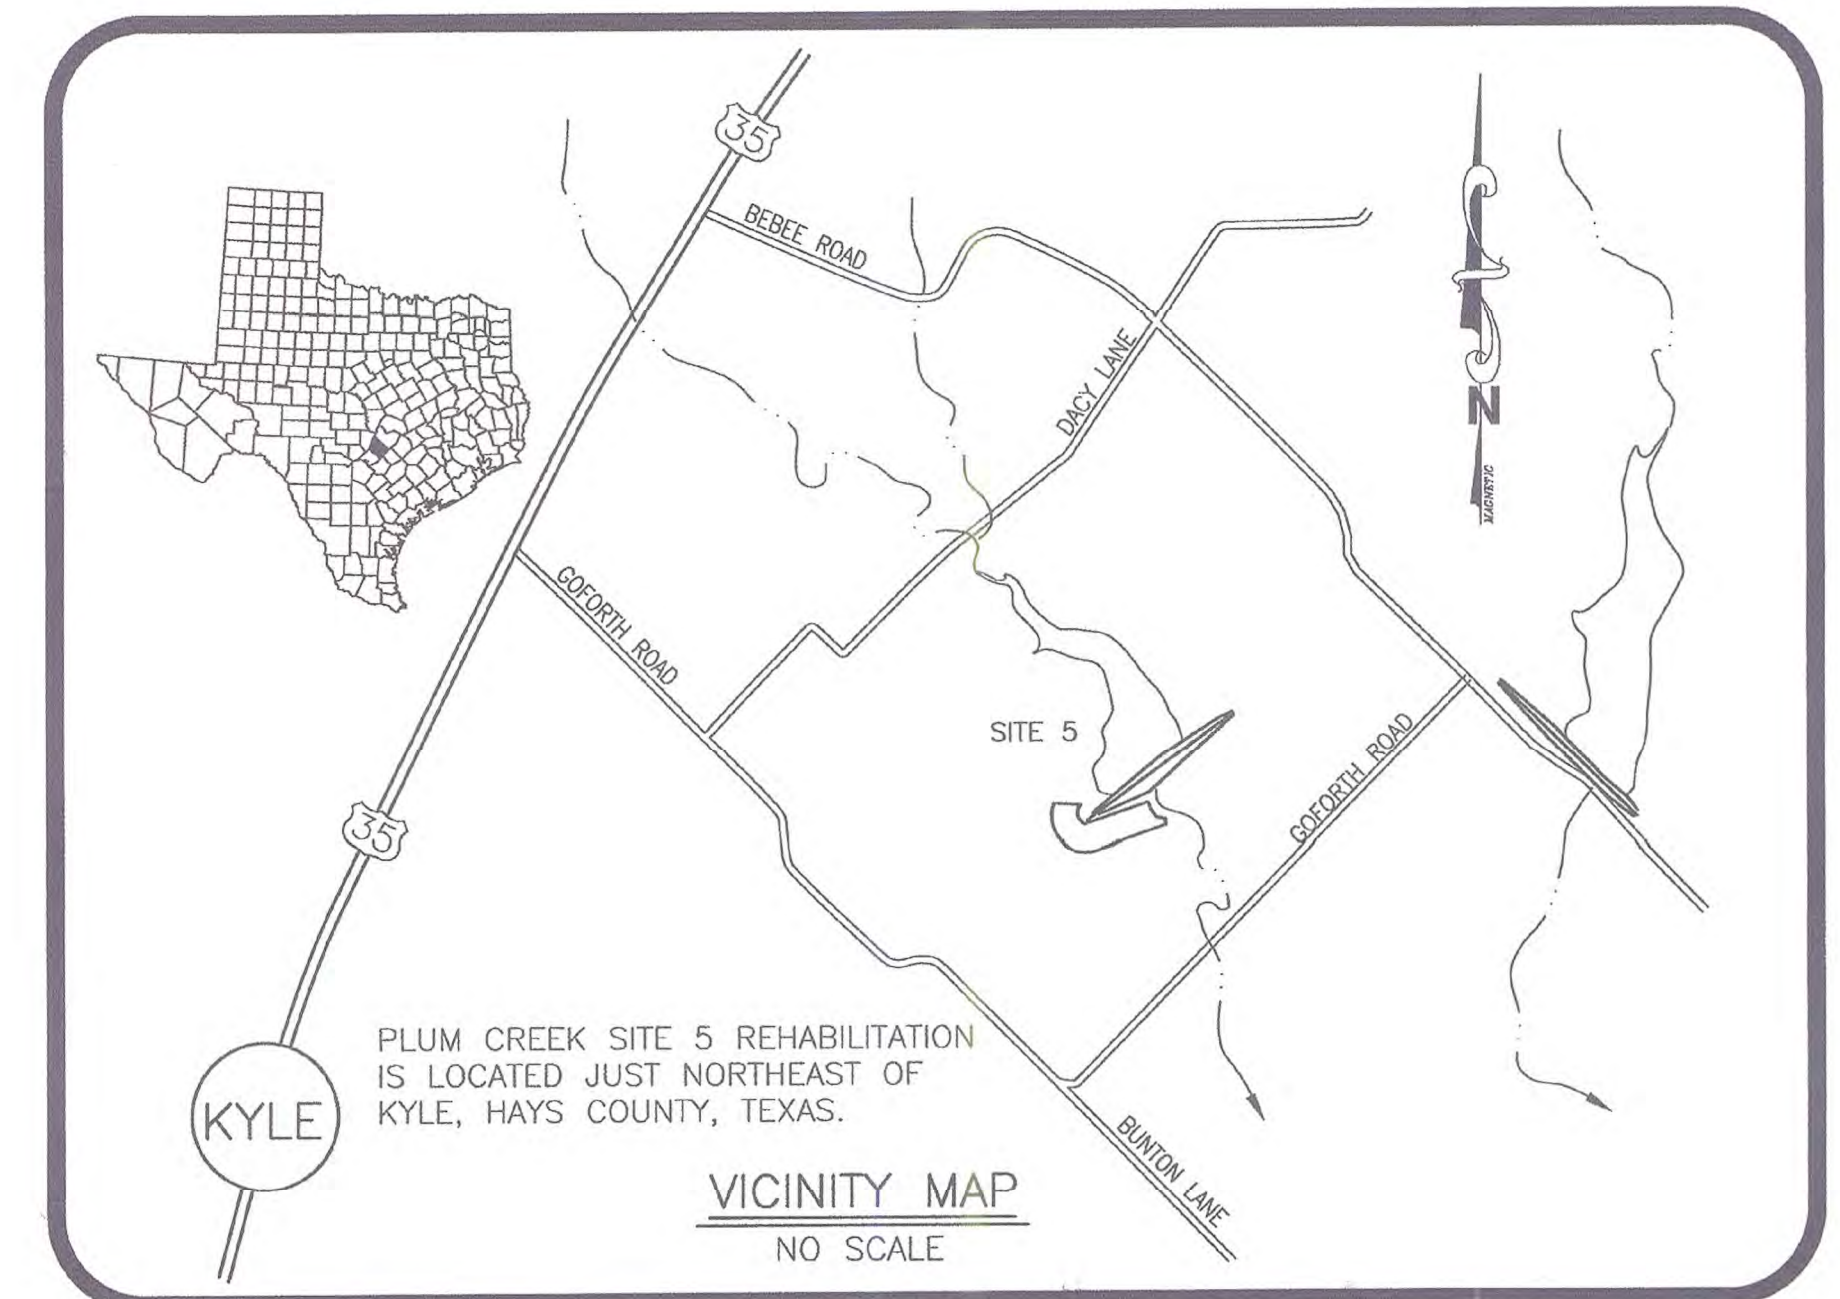 35
BEBEE ROAD
DACY LANE
N
MAGNETIC
GOFORTH ROAD
SITE 5
GOFORTH ROAD
35
PLUM CREEK SITE 5 REHABILITATION
IS LOCATED JUST NORTHEAST OF
KYLE, HAYS COUNTY, TEXAS.
KYLE
BUNTON LANE
VICINITY MAP
NO SCALE